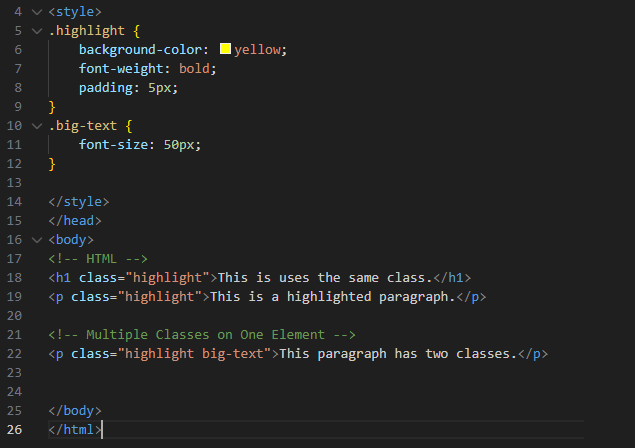 4 <style>
5 .highlight {
6     background-color: yellow;
7     font-weight: bold;
8     padding: 5px;
9 }
10 .big-text {
11     font-size: 50px;
12 }
13
14 </style>
15 </head>
16 <body>
17 <!-- HTML -->
18 <h1 class="highlight">This is uses the same class.</h1>
19 <p class="highlight">This is a highlighted paragraph.</p>
20
21 <!-- Multiple Classes on One Element -->
22 <p class="highlight big-text">This paragraph has two classes.</p>
23
24
25 </body>
26 </html>